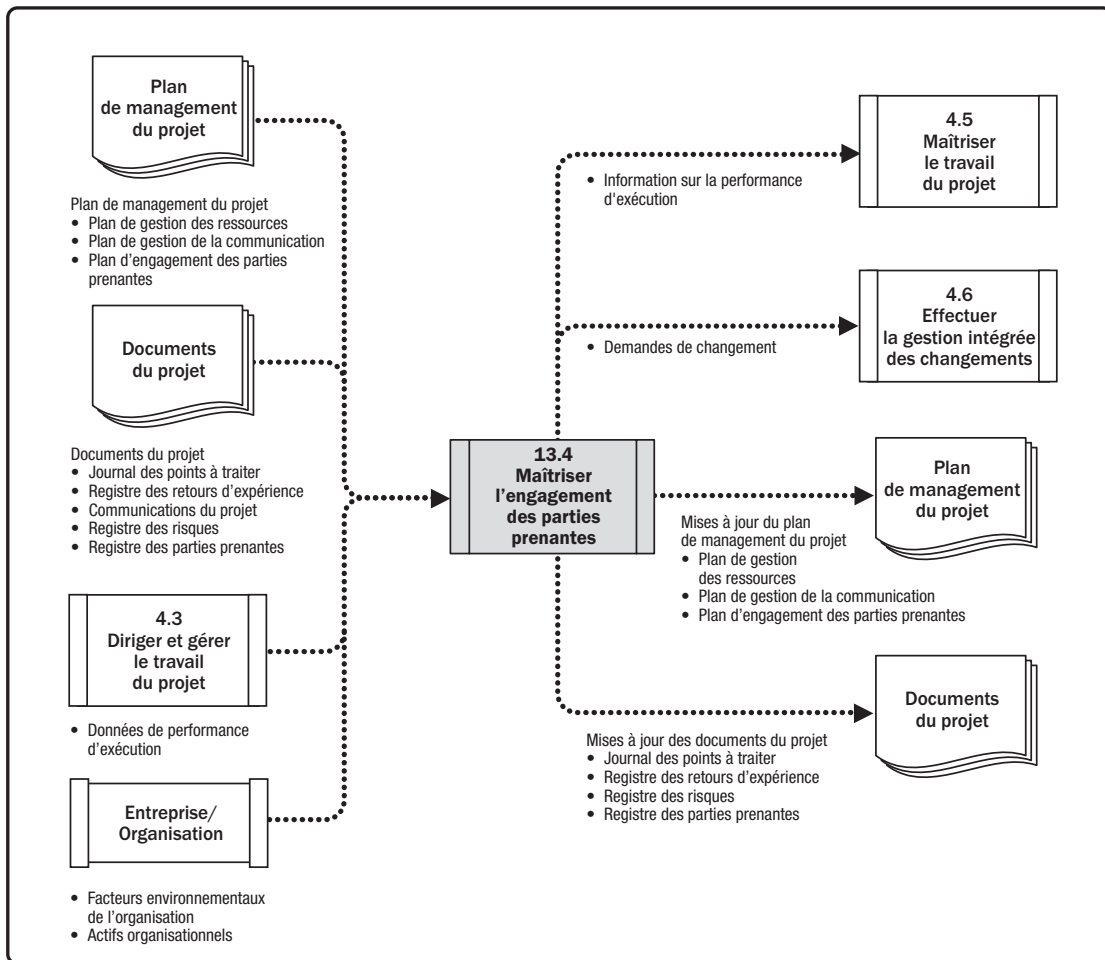 Plan
de management
du projet
Plan de management du projet
• Plan de gestion des ressources
• Plan de gestion de la communication
• Plan d’engagement des parties
prenantes
Documents
du projet
Documents du projet
• Journal des points à traiter
• Registre des retours d’expérience
• Communications du projet
• Registre des risques
• Registre des parties prenantes
4.3
Diriger et gérer
le travail
du projet
• Données de performance
d’exécution
Entreprise/
Organisation
• Facteurs environnementaux
de l’organisation
• Actifs organisationnels
13.4
Maîtriser
l’engagement
des parties
prenantes
• Information sur la performance
d'exécution
4.5
Maîtriser
le travail
du projet
• Demandes de changement
4.6
Effectuer
la gestion intégrée
des changements
Mises à jour du plan
de management du projet
• Plan de gestion
des ressources
• Plan de gestion de la communication
• Plan d’engagement des parties prenantes
Plan
de management
du projet
Mises à jour des documents du projet
• Journal des points à traiter
• Registre des retours d’expérience
• Registre des risques
• Registre des parties prenantes
Documents
du projet